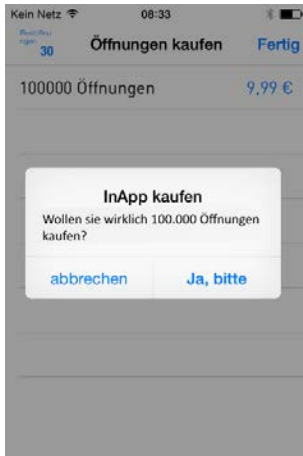 Kein Netz 08:33
30 Öffnungen kaufen Fertig
100000 Öffnungen 9,99 €
InApp kaufen
Wollen sie wirklich 100.000 Öffnungen
kaufen?
abbrechen Ja, bitte